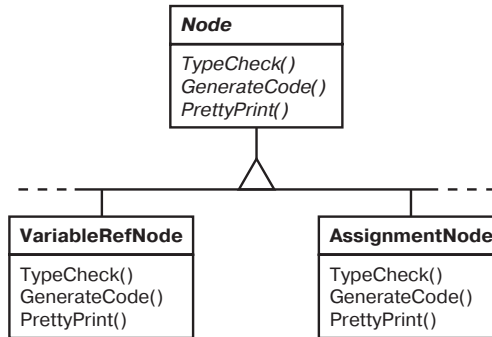 Node
TypeCheck()
GenerateCode()
PrettyPrint()
VariableRefNode
TypeCheck()
GenerateCode()
PrettyPrint()
AssignmentNode
TypeCheck()
GenerateCode()
PrettyPrint()